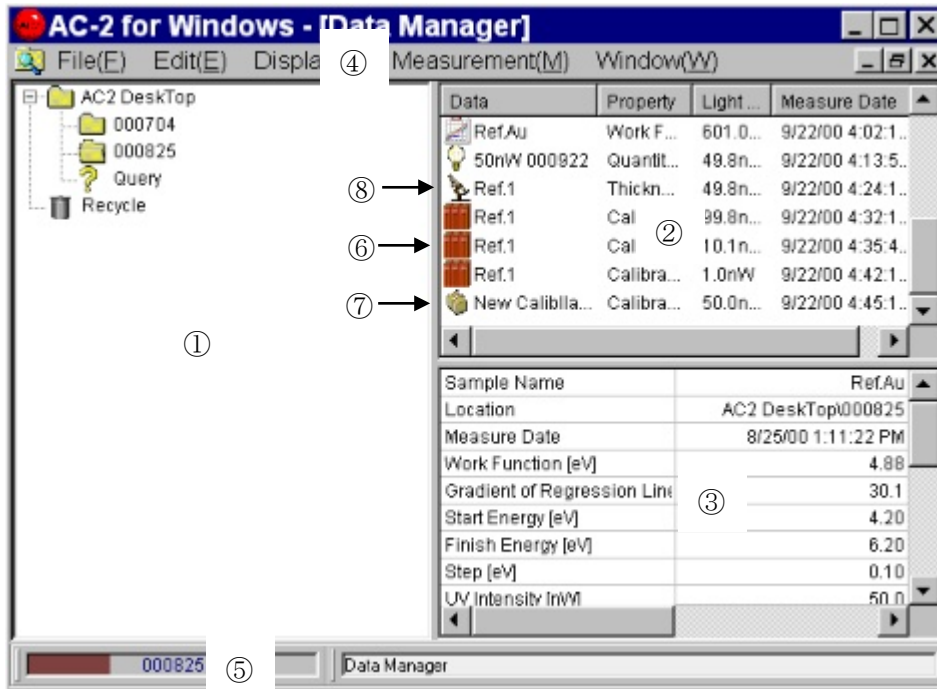 AC-2 for Windows - [Data Manager]
File(F) Edit(E) Displa ④ Measurement(M) Window(W)
AC2 DeskTop
000704
000825
Query
Recycle
①
Data Property Light ... Measure Date
Ref.Au Work F... 601.0... 9/22/00 4:02:1..
50nW 000922 Quantit... 49.8n... 9/22/00 4:13:5..
⑧ Ref.1 Thickn... 49.8n... 9/22/00 4:24:1..
Ref.1 Cal 99.8n... 9/22/00 4:32:1..
⑥ Ref.1 Cal ② 10.1n... 9/22/00 4:35:4..
Ref.1 Calibra... 1.0nW 9/22/00 4:42:1..
⑦ New Caliblla... Calibra... 50.0n... 9/22/00 4:45:1..
Sample Name Ref.Au
Location AC2 DeskTop\000825
Measure Date 8/25/00 1:11:22 PM
Work Function [eV] 4.88
Gradient of Regression Line 30.1
③
Start Energy [eV] 4.20
Finish Energy [eV] 6.20
Step [eV] 0.10
UV Intensity [nW] 50.0
000825 ⑤ Data Manager